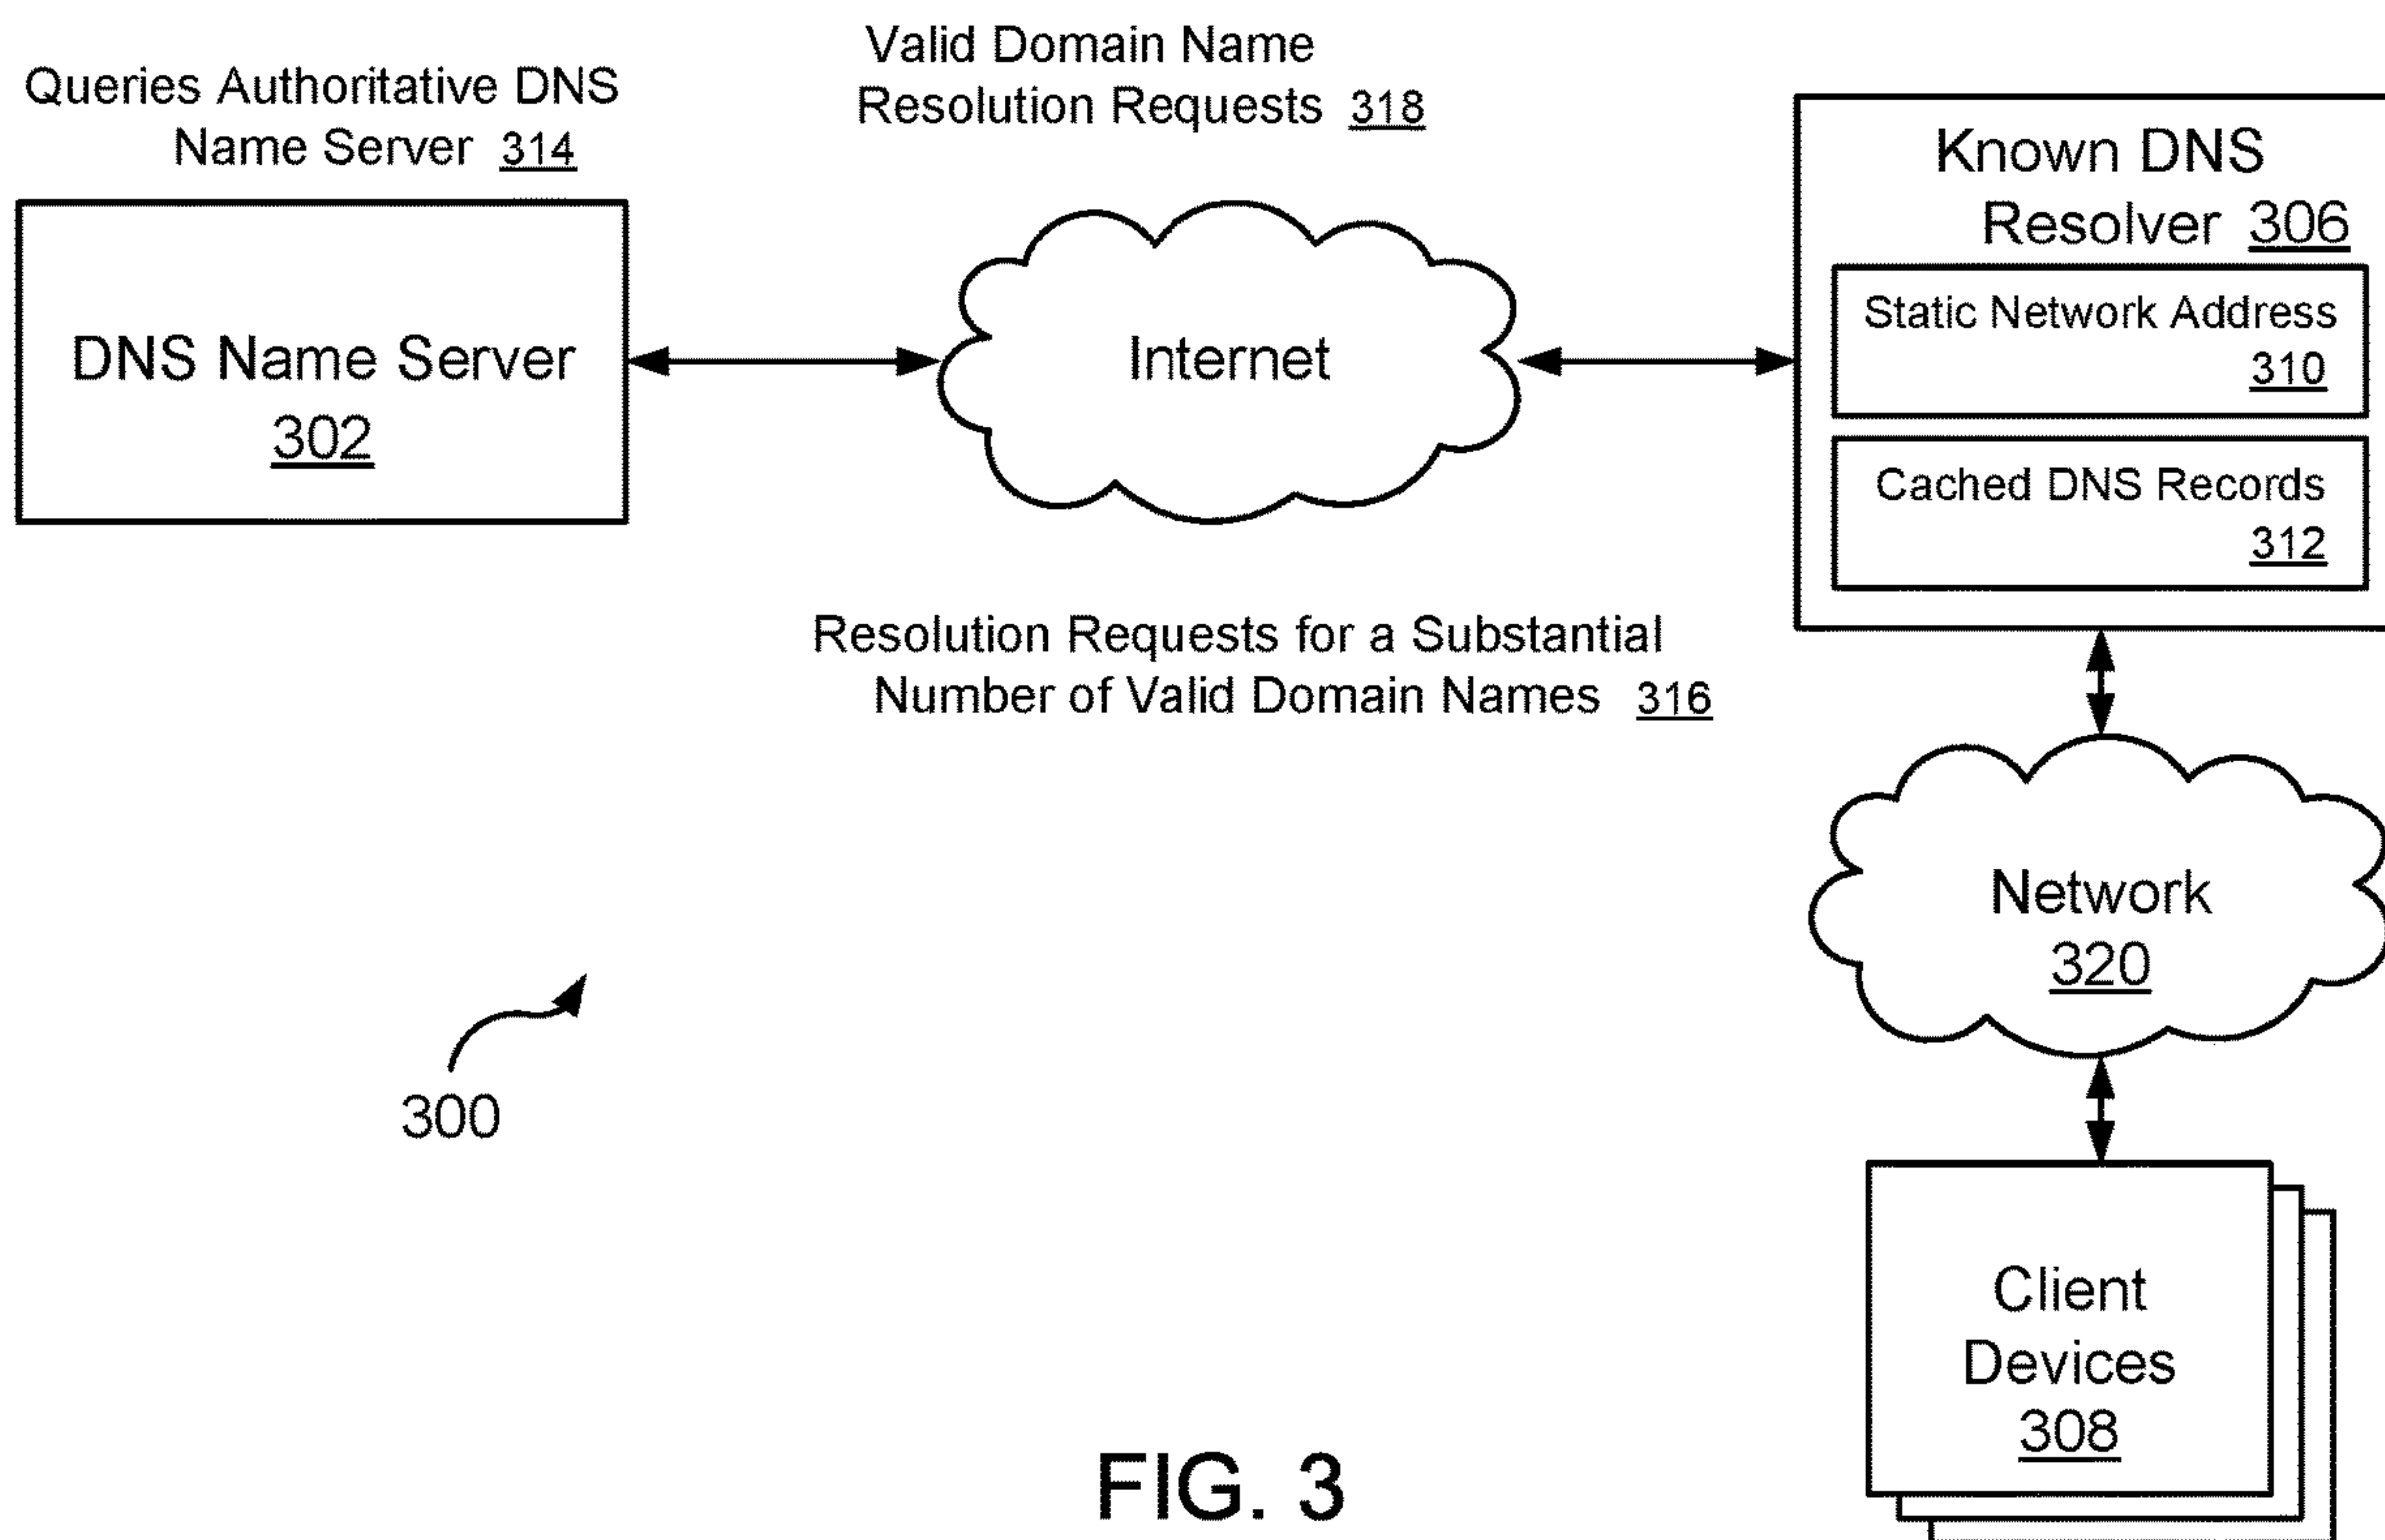 Queries Authoritative DNS
Name Server 314
Valid Domain Name
Resolution Requests 318
DNS Name Server
302
Internet
Known DNS
Resolver 306
Static Network Address
310
Cached DNS Records
312
Resolution Requests for a Substantial
Number of Valid Domain Names 316
Network
320
300
Client
Devices
308
FIG. 3